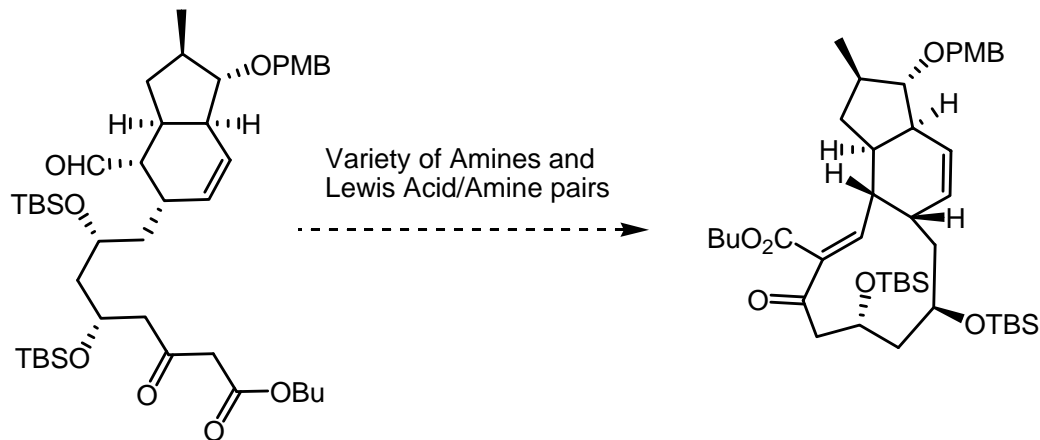 OPMB
H
H
OHC
TBSO
TBSO
O
O
OBu
Variety of Amines and
Lewis Acid/Amine pairs
OPMB
H
H
H
H
BuO2C
O
OTBS
OTBS